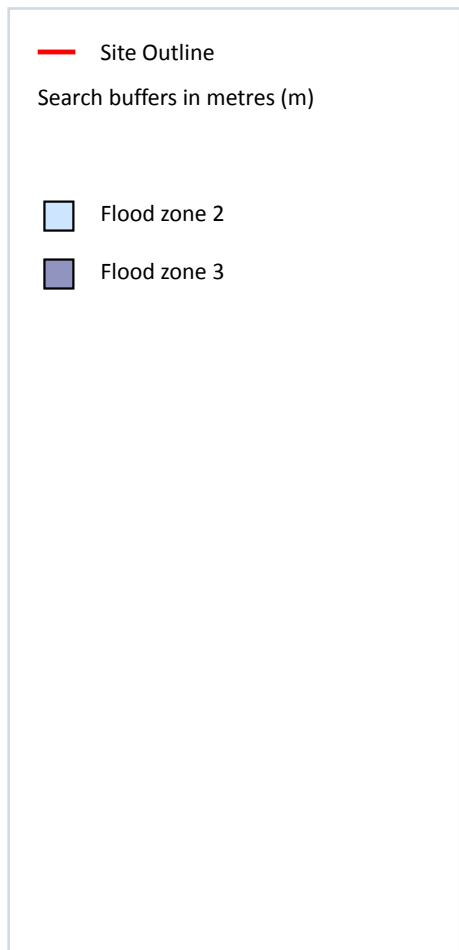 Site Outline
Search buffers in metres (m)
Flood zone 2
Flood zone 3